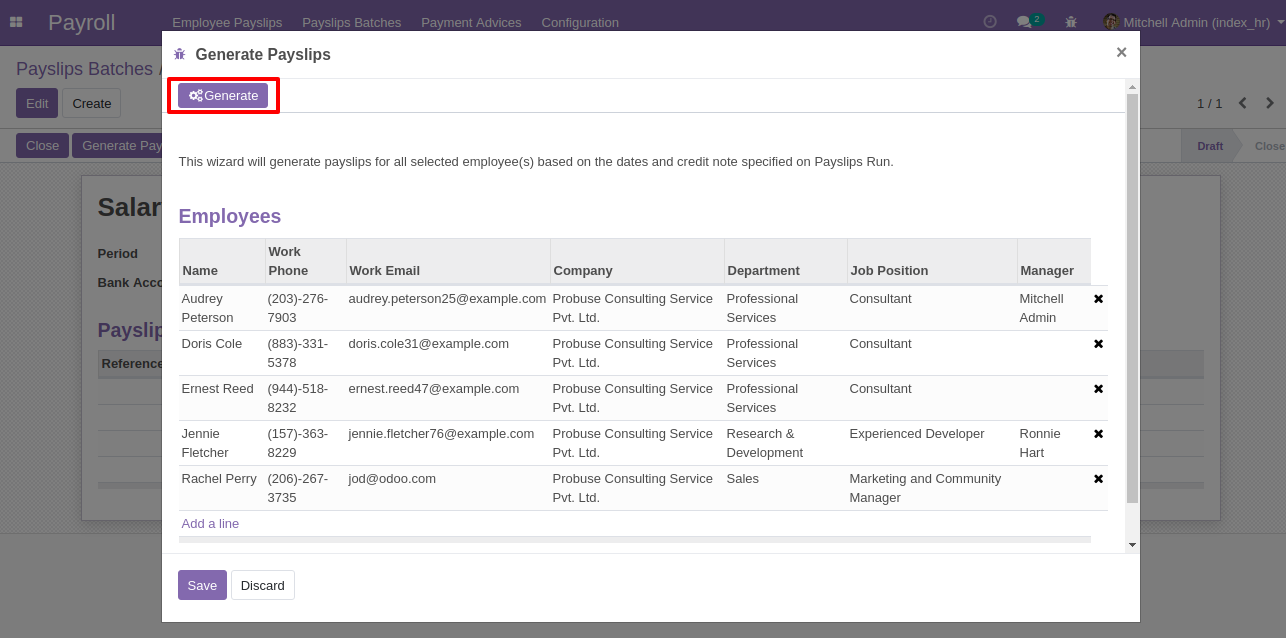 Payroll Employee Payslips Payslips Batches Payment Advices Configuration 2 Mitchell Admin (index_hr)
Generate Payslips ×
Payslips Batches /
Generate
Edit Create 1 / 1
Close Generate Pay Draft Close
This wizard will generate payslips for all selected employee(s) based on the dates and credit note specified on Payslips Run.
Salar
Employees
Period
Bank Acco
Payslip
Reference
Name Work Phone Work Email Company Department Job Position Manager
Audrey (203)-276- audrey.peterson25@example.com Probuse Consulting Service Professional Consultant Mitchell
Peterson 7903 Pvt. Ltd. Services Admin
Doris Cole (883)-331- doris.cole31@example.com Probuse Consulting Service Professional Consultant
5378 Pvt. Ltd. Services
Ernest Reed (944)-518- ernest.reed47@example.com Probuse Consulting Service Professional Consultant
8232 Pvt. Ltd. Services
Jennie (157)-363- jennie.fletcher76@example.com Probuse Consulting Service Research & Experienced Developer Ronnie
Fletcher 8229 Pvt. Ltd. Development Hart
Rachel Perry (206)-267- jod@odoo.com Probuse Consulting Service Sales Marketing and Community
3735 Pvt. Ltd. Manager
Add a line
Save Discard